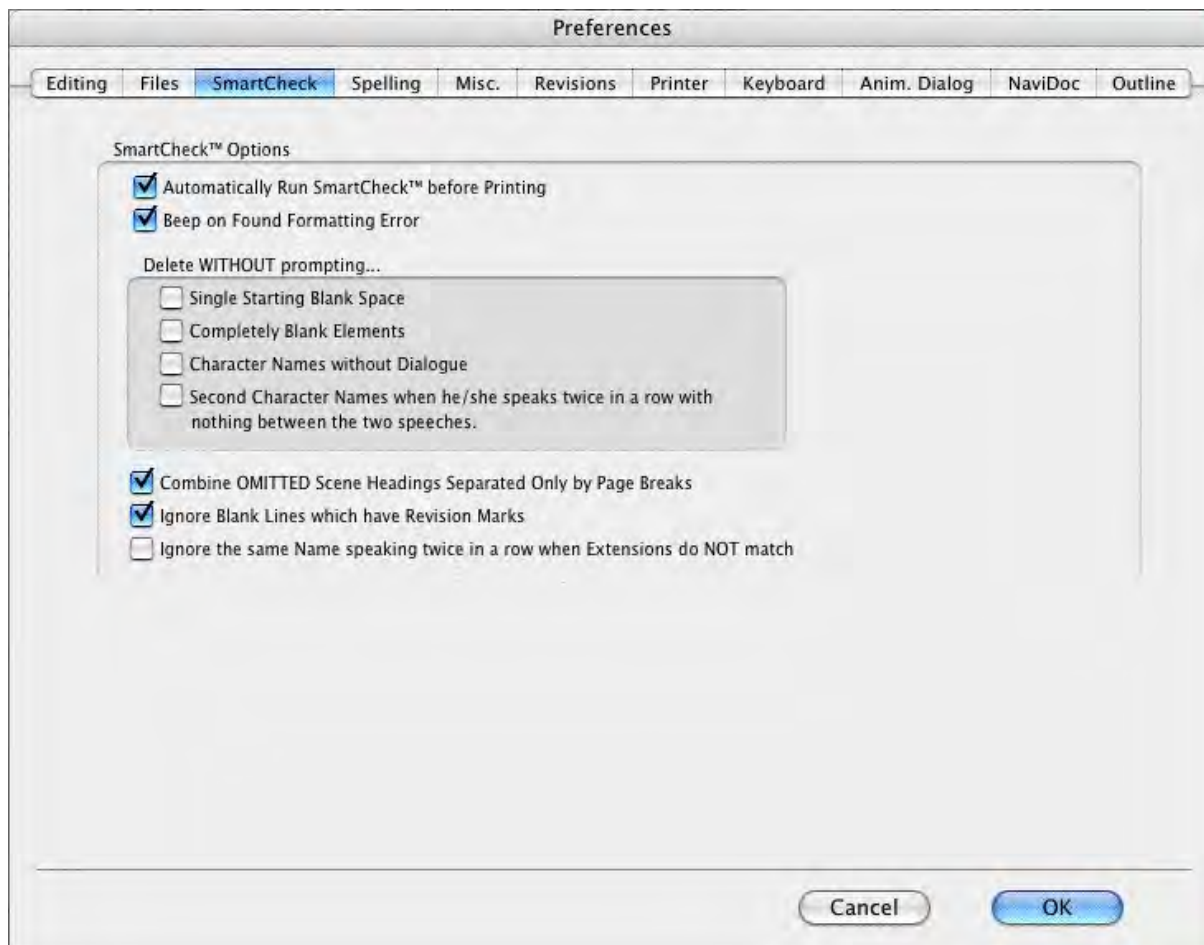 Preferences
Editing Files SmartCheck Spelling Misc. Revisions Printer Keyboard Anim. Dialog NaviDoc Outline
SmartCheck™ Options
Automatically Run SmartCheck™ before Printing
Beep on Found Formatting Error
Delete WITHOUT prompting...
Single Starting Blank Space
Completely Blank Elements
Character Names without Dialogue
Second Character Names when he/she speaks twice in a row with
nothing between the two speeches.
Combine OMITTED Scene Headings Separated Only by Page Breaks
Ignore Blank Lines which have Revision Marks
Ignore the same Name speaking twice in a row when Extensions do NOT match
Cancel OK